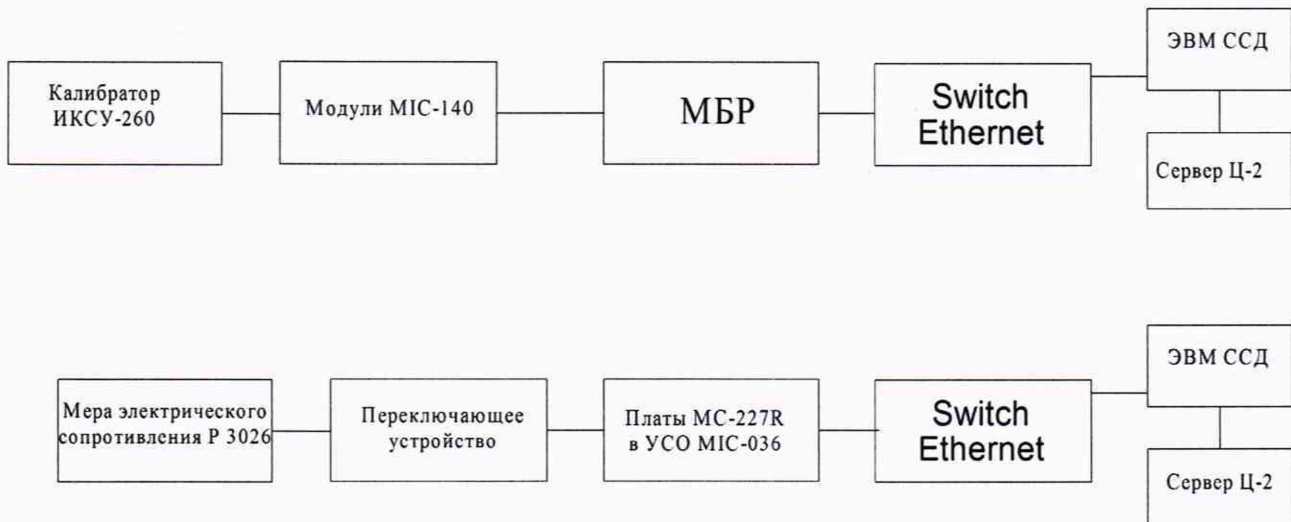 Калибратор
ИКСУ-260
Модули MIC-140
МБР
Switch
Ethernet
ЭВМ ССД
Сервер Ц-2
Мера электрического
сопротивления Р 3026
Переключающее
устройство
Платы МС-227R
в УСО MIC-036
Switch
Ethernet
ЭВМ ССД
Сервер Ц-2